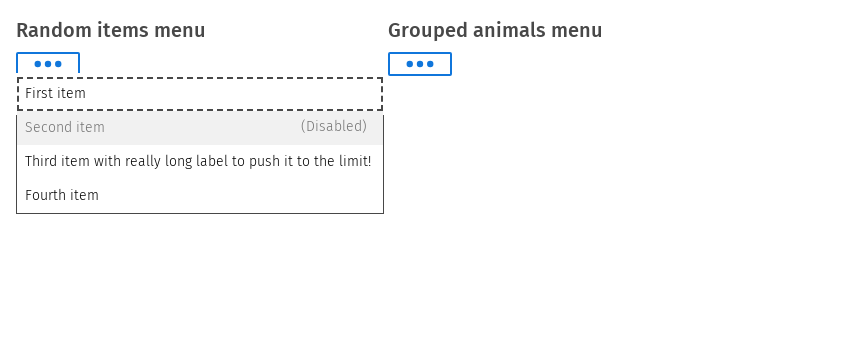 Random items menu
Grouped animals menu
First item
Second item (Disabled)
Third item with really long label to push it to the limit!
Fourth item